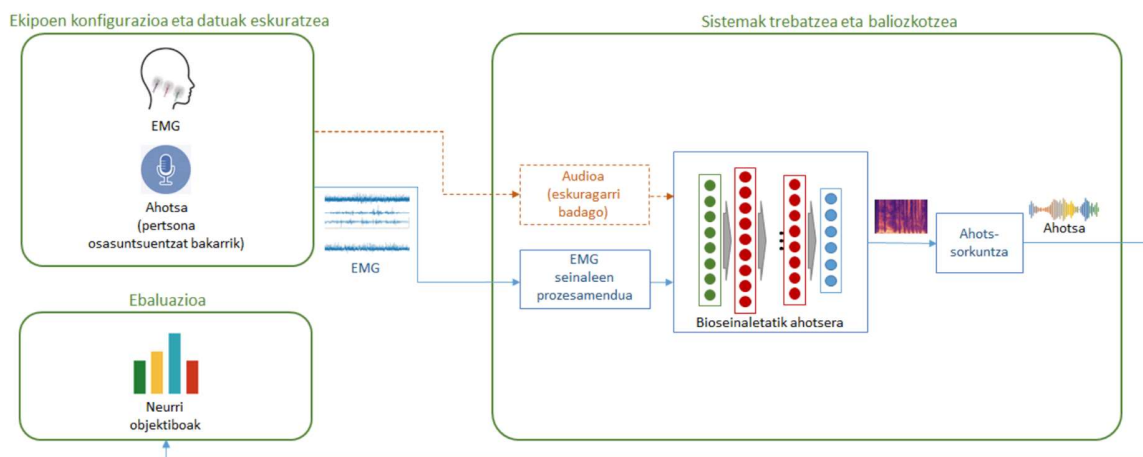 Ekipoen konfigurazioa eta datuak eskuratzea
EMG
Ahotsa
(pertsona
osasuntsuentzat bakarrik)
EMG
Ebaluazioa
Neurri
objektiboak
Sistemak trebatzea eta baliozkotzea
Audioa
(eskuragarri
badago)
EMG
seinaleen
prozesamendua
Bioseinaletatik ahotsera
Ahots-
sorkuntza
Ahotsa